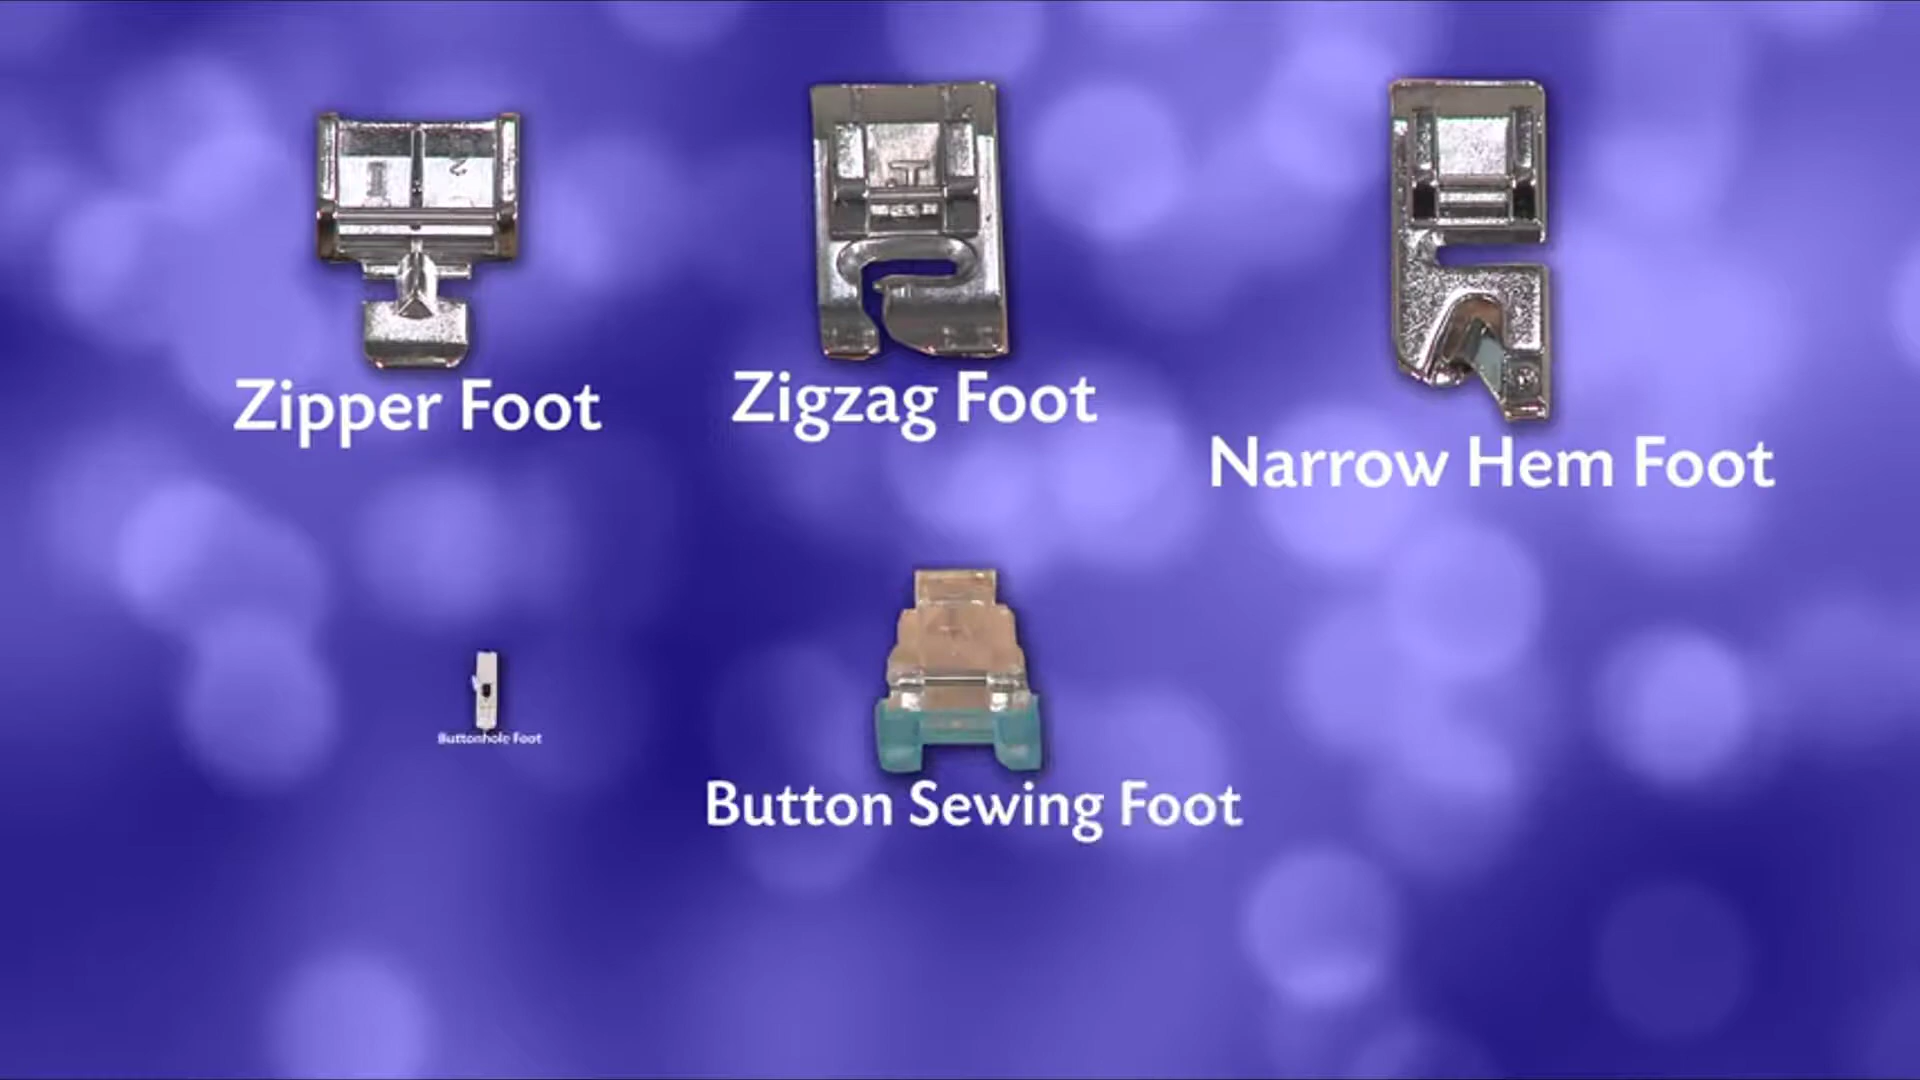 Zipper Foot
Zigzag Foot
Narrow Hem Foot
Buttonhole Foot
Button Sewing Foot